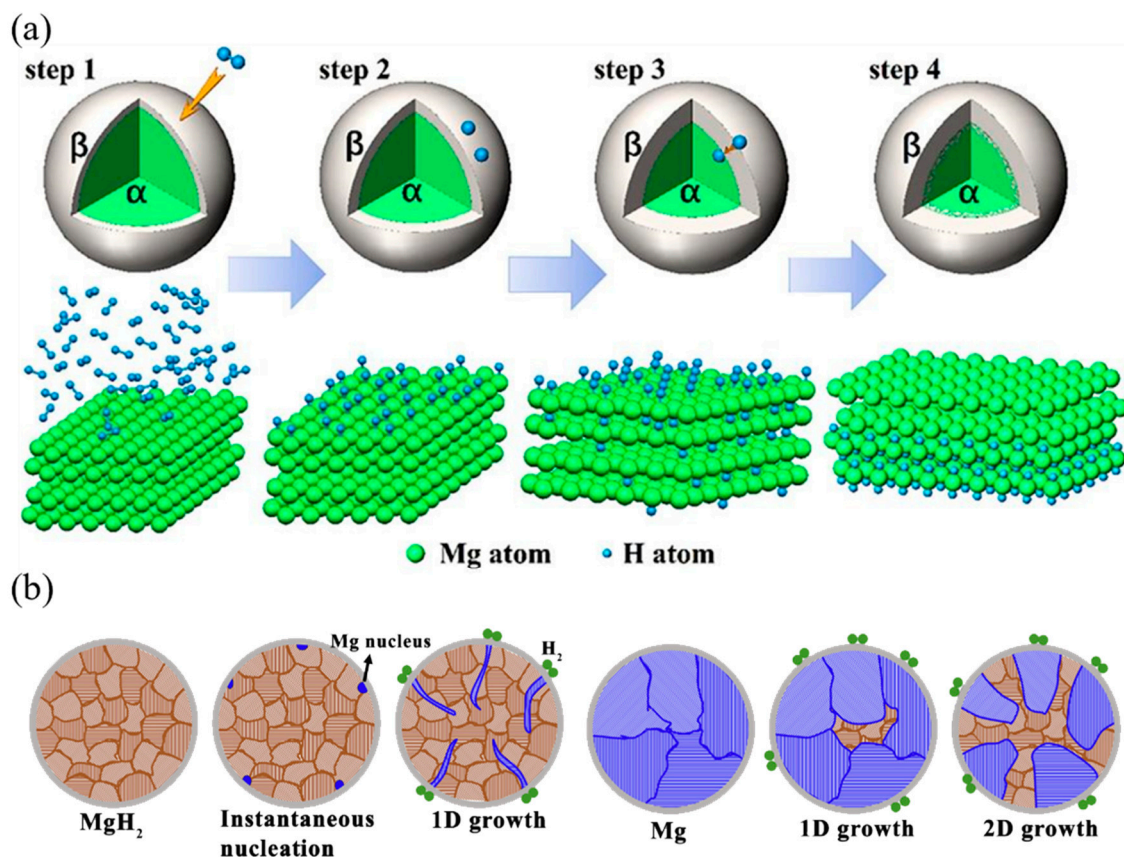 (a)
step 1
step 2
step 3
step 4
β
α
β
α
β
α
β
α
Mg atom
H atom
(b)
Mg nucleus
H₂
MgH₂
Instantaneous
nucleation
1D growth
Mg
1D growth
2D growth